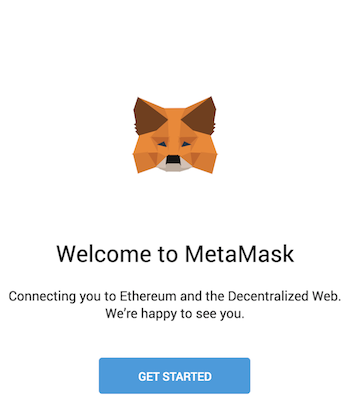 Welcome to MetaMask
Connecting you to Ethereum and the Decentralized Web.
We’re happy to see you.
GET STARTED